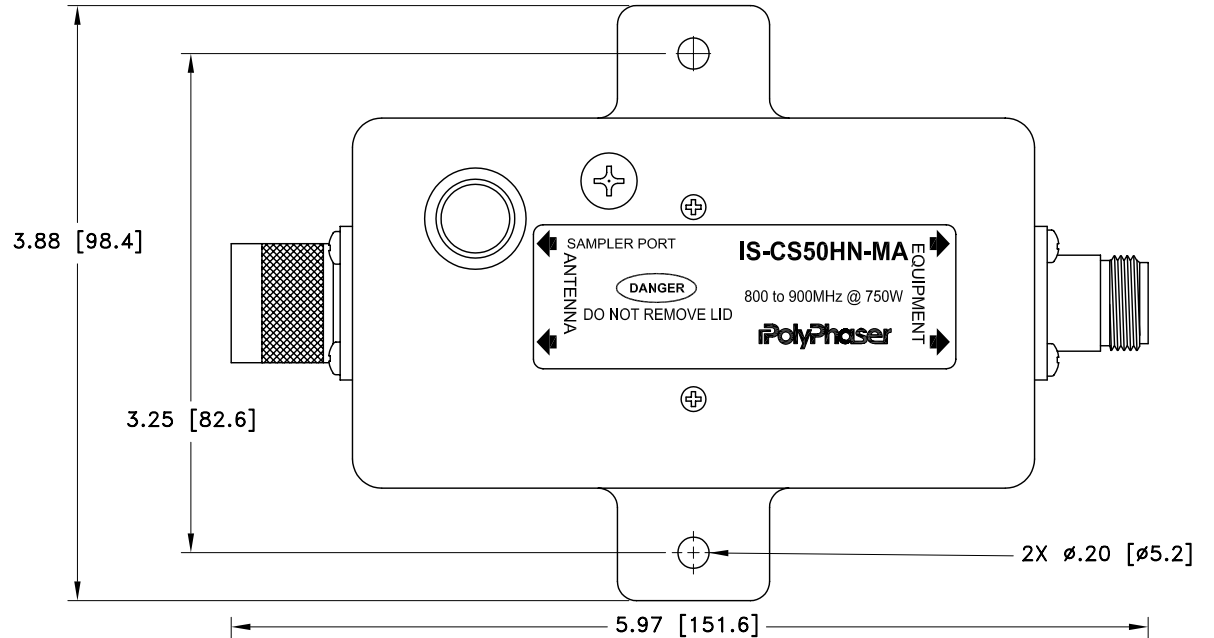 3.88 [98.4]
3.25 [82.6]
SAMPLER PORT
IS-CS50HN-MA
ANTENNA
DANGER
DO NOT REMOVE LID
800 to 900MHz @ 750W
PolyPhaser
EQUIPMENT
2X ø.20 [ø5.2]
5.97 [151.6]